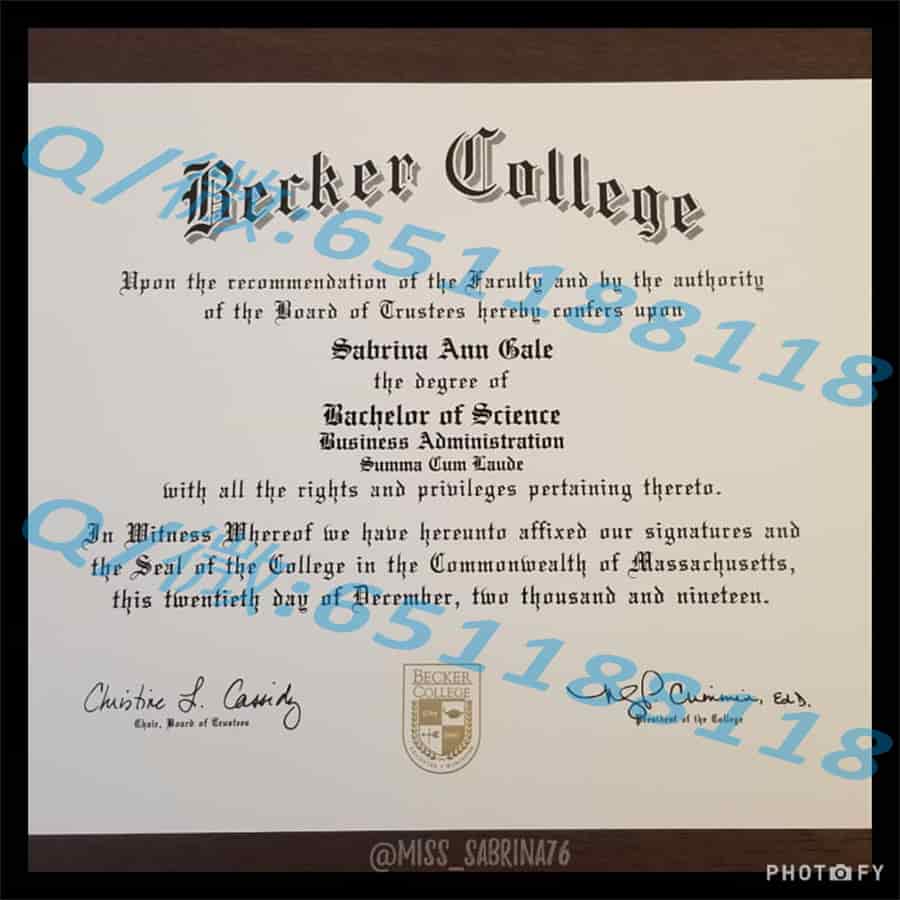 Becker College
Upon the recommendation of the Faculty and by the authority
of the Board of Trustees hereby confers upon
Sabrina Ann Gale
the degree of
Bachelor of Science
Business Administration
Summa Cum Laude
with all the rights and privileges pertaining thereto.
In Witness Whereof we have hereunto affixed our signatures and
the Seal of the College in the Commonwealth of Massachusetts,
this twentieth day of December, two thousand and nineteen.
Christine L. Cassidy
Chair, Board of Trustees
BECKER
COLLEGE
Crimmin, Ed.D.
President of the College
Q/微:651188118
Q/微:651188118
@MISS_SABRINA76
PHOTOFY